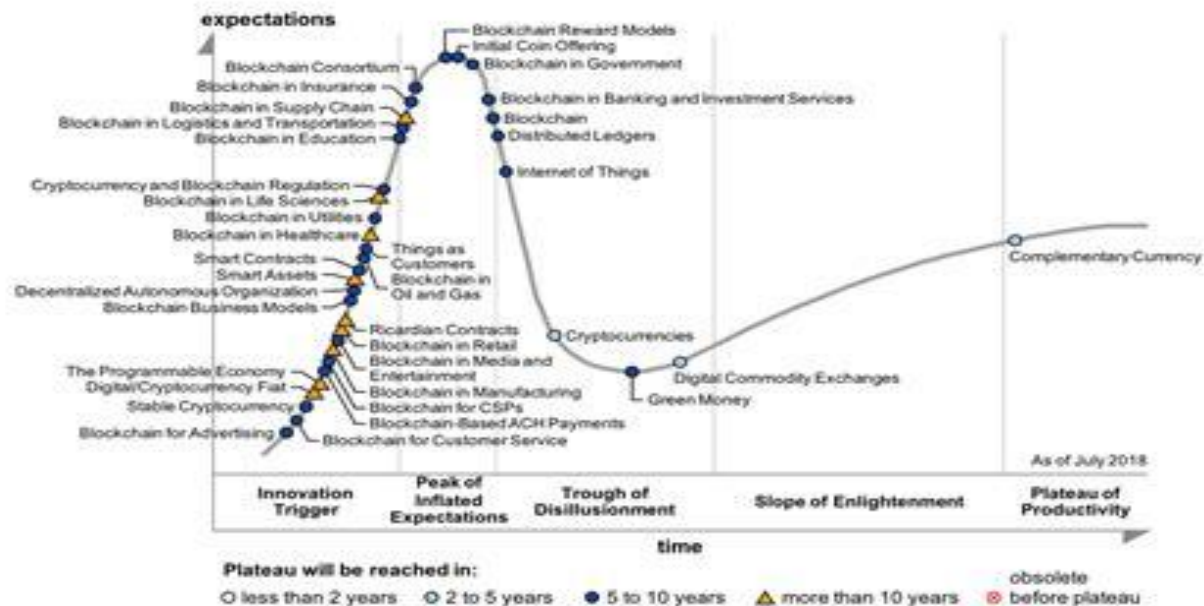 expectations
Blockchain Reward Models
Initial Coin Offering
Blockchain in Government
Blockchain Consortium
Blockchain in Insurance
Blockchain in Supply Chain
Blockchain in Logistics and Transportation
Blockchain in Education
Blockchain in Banking and Investment Services
Blockchain
Distributed Ledgers
Internet of Things
Cryptocurrency and Blockchain Regulation
Blockchain in Life Sciences
Blockchain in Utilities
Blockchain in Healthcare
Things as
Customers
Smart Contracts
Smart Assets
Blockchain in
Oil and Gas
Decentralized Autonomous Organization
Blockchain Business Models
Ricardian Contracts
Blockchain in Retail
Blockchain in Media and
Entertainment
Blockchain in Manufacturing
Blockchain for CSPs
Blockchain-Based ACH Payments
The Programmable Economy
Digital/Cryptocurrency Fiat
Stable Cryptocurrency
Blockchain for Advertising
Blockchain for Customer Service
Cryptocurrencies
Digital Commodity Exchanges
Green Money
Complementary Currency
As of July 2018
Innovation
Trigger
Peak of
Inflated
Expectations
Trough of
Disillusionment
Slope of Enlightenment
Plateau of
Productivity
time
Plateau will be reached in:
less than 2 years
2 to 5 years
5 to 10 years
more than 10 years
obsolete
before plateau